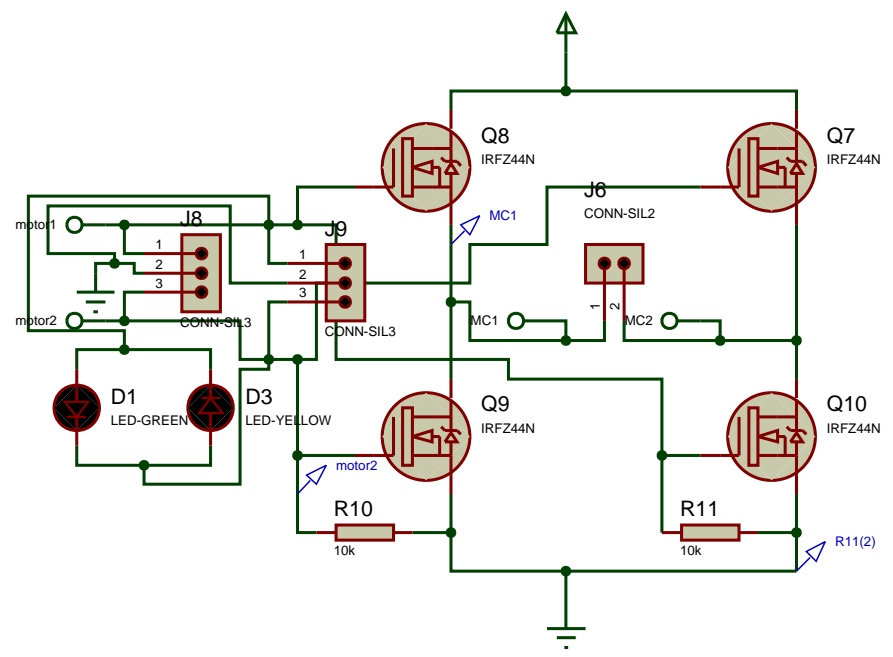 Q8
IRFZ44N
Q7
IRFZ44N
J6
CONN-SIL2
MC1
motor1
J8
1
2
3
CONN-SIL3
J9
1
2
3
CONN-SIL3
motor2
1
2
MC1
MC2
D1
LED-GREEN
D3
LED-YELLOW
Q9
IRFZ44N
Q10
IRFZ44N
motor2
R10
10k
R11
10k
R11(2)